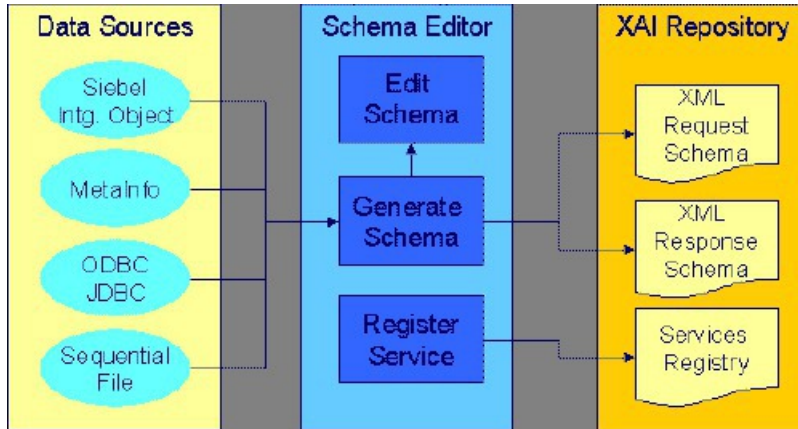 Data Sources
Schema Editor
XAI Repository
Siebel
Intg. Object
MetaInfo
ODBC
JDBC
Sequential
File
Edit
Schema
Generate
Schema
Register
Service
XML
Request
Schema
XML
Response
Schema
Services
Registry